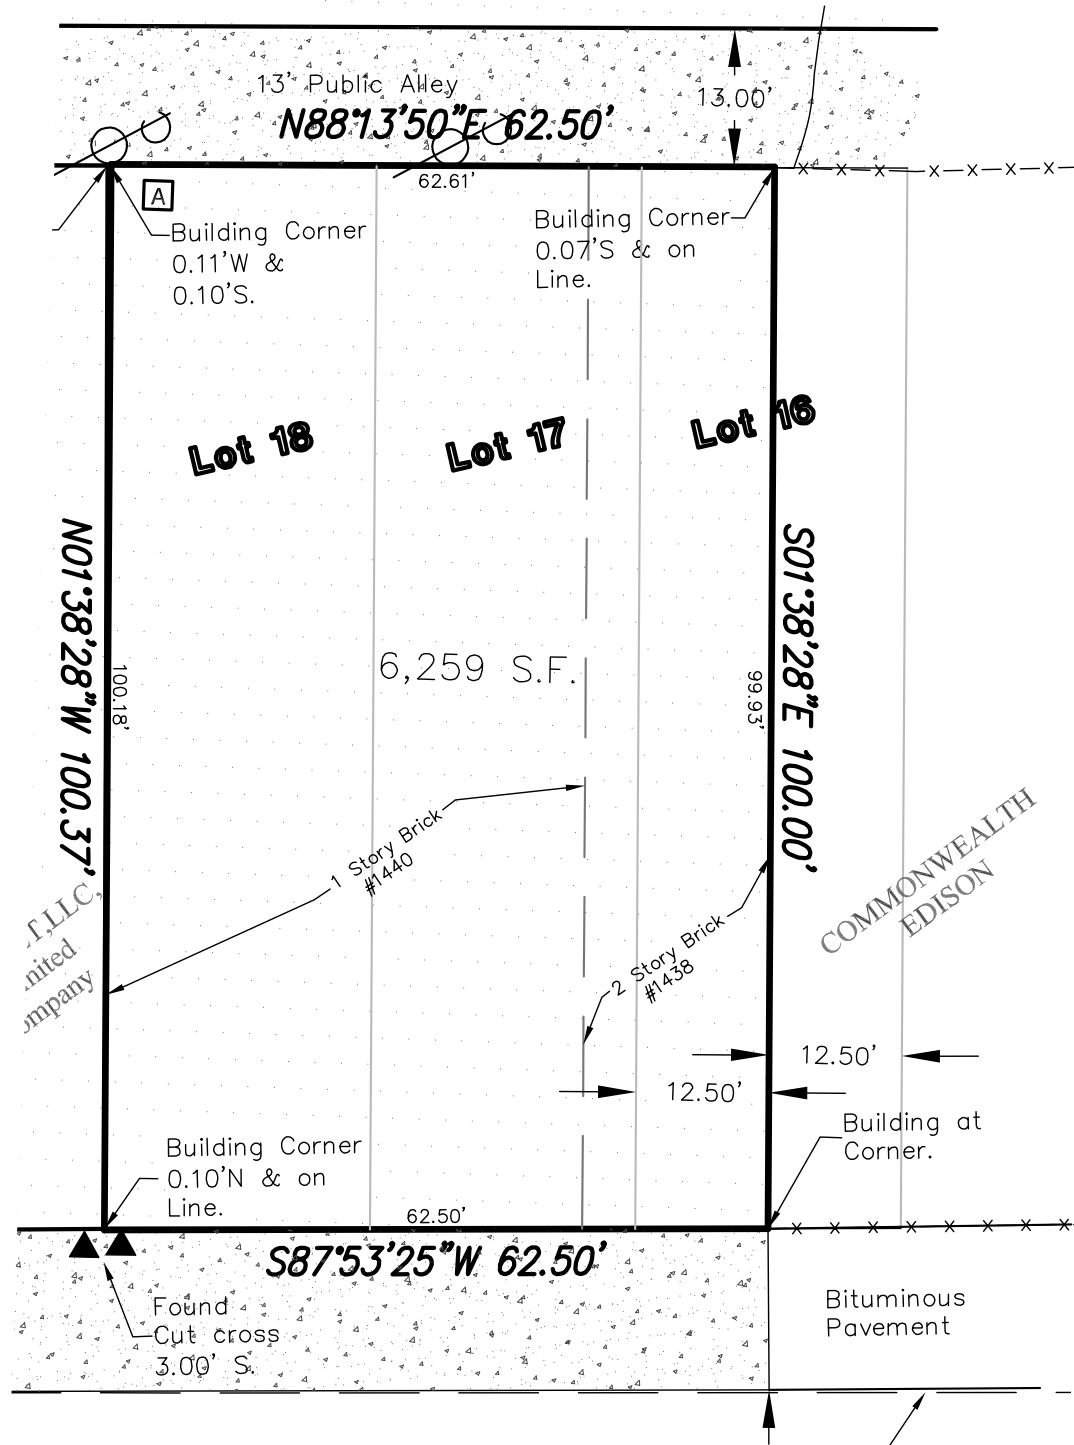 13' Public Alley
N88°13'50"E 62.50'
13.00'
62.61'
A
Building Corner
0.11'W &
0.10'S.
Building Corner
0.07'S & on
Line.
Lot 18
Lot 17
Lot 16
N01°38'28"W 100.37'
100.18'
6,259 S.F.
99.93'
S01°38'28"E 100.00'
1 Story Brick
#1440
2 Story Brick
#1438
COMMONWEALTH
EDISON
T,LLC,
12.50'
12.50'
Building at
Corner.
Building Corner
0.10'N & on
Line.
62.50'
S87°53'25"W 62.50'
Found
Cut cross
3.00' S.
Bituminous
Pavement